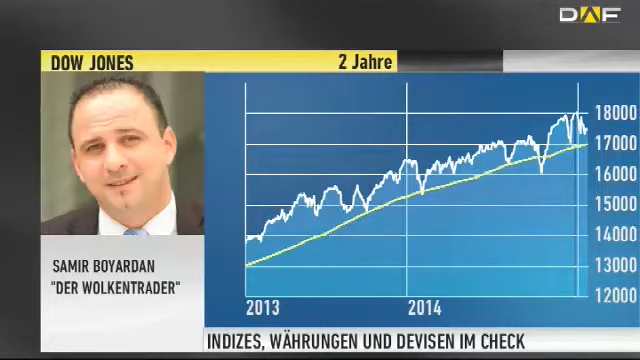 DAF
DOW JONES 2 Jahre
18000
17000
16000
15000
14000
13000
12000
2013 2014
SAMIR BOYARDAN
"DER WOLKENTRADER"
INDIZES, WÄHRUNGEN UND DEVISEN IM CHECK